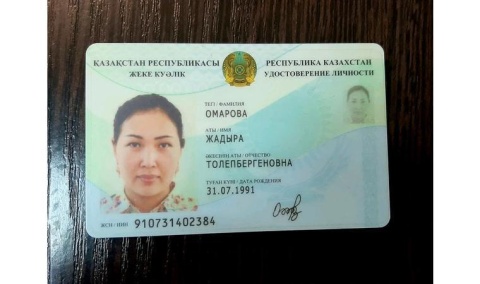 ҚАЗАҚСТАН РЕСПУБЛИКАСЫ
ЖЕКЕ КУӘЛІК
РЕСПУБЛИКА КАЗАХСТАН
УДОСТОВЕРЕНИЕ ЛИЧНОСТИ
ТЕГІ / ФАМИЛИЯ
ОМАРОВА
АТЫ / ИМЯ
ЖАДЫРА
ӘКЕСІНІҢ АТЫ / ОТЧЕСТВО
ТОЛЕПБЕРГЕНОВНА
ТУҒАН КҮНІ / ДАТА РОЖДЕНИЯ
31.07.1991
ЖСН / ИИН 910731402384